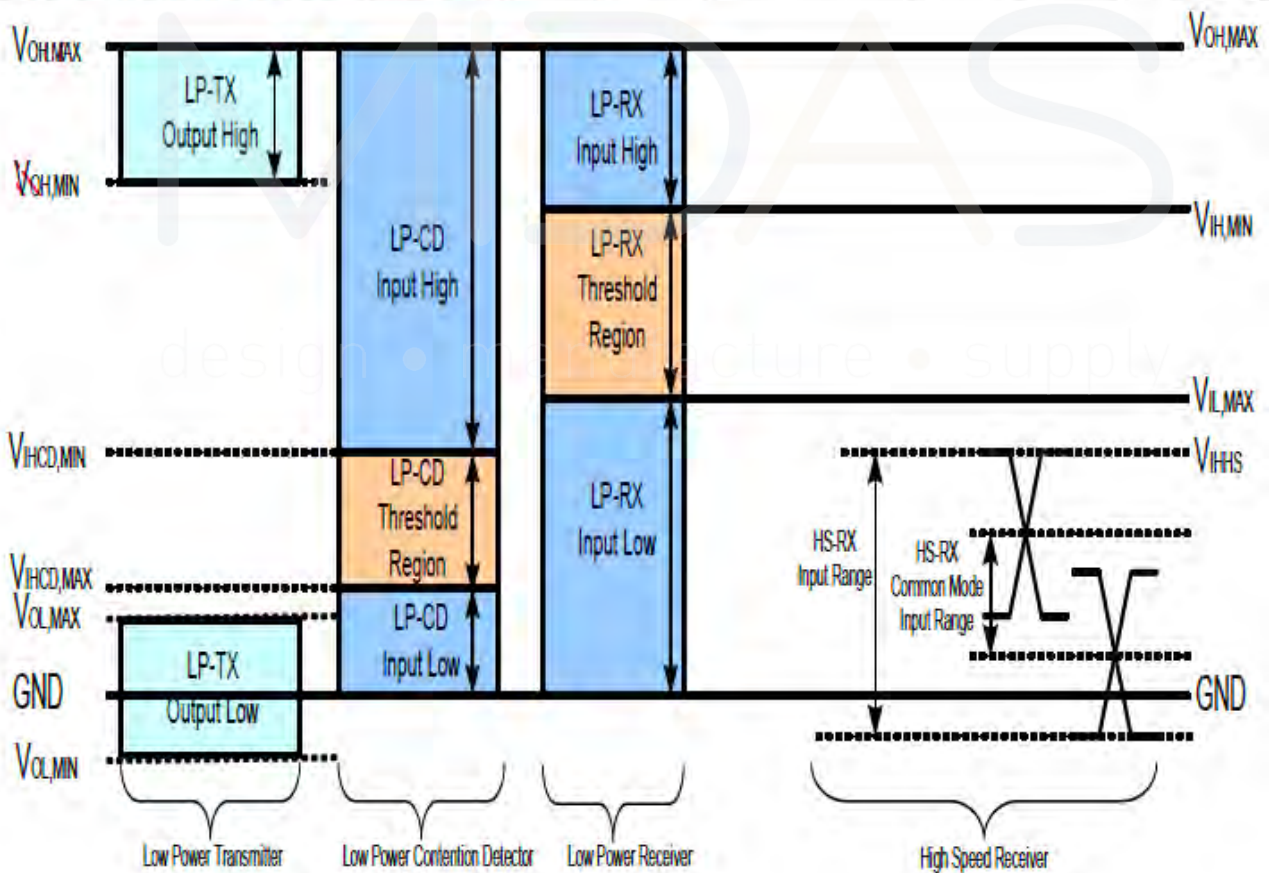 MIDAS
design • manufacture • supply
VOH,MAX
VOH,MIN
VIHCD,MIN
VIHCD,MAX
VOL,MAX
GND
VOL,MIN
LP-TX
Output High
LP-TX
Output Low
LP-CD
Input High
LP-CD
Threshold
Region
LP-CD
Input Low
LP-RX
Input High
LP-RX
Threshold
Region
LP-RX
Input Low
HS-RX
Input Range
HS-RX
Common Mode
Input Range
VOH,MAX
VIH,MIN
VIL,MAX
VIHHS
GND
Low Power Transmitter
Low Power Contention Detector
Low Power Receiver
High Speed Receiver